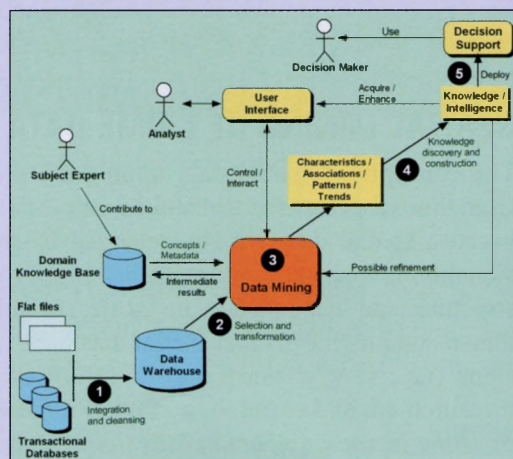 Decision
Support
Use
Decision Maker
5
Deploy
Acquire /
Enhance
Knowledge /
Intelligence
User
Interface
Analyst
4
Knowledge
discovery and
construction
Characteristics /
Associations /
Patterns /
Trends
Control /
Interact
Subject Expert
Contribute to
Concepts /
Metadata
Domain
Knowledge Base
Intermediate
results
3
Data Mining
Possible refinement
Flat files
2
Selection and
transformation
Data
Warehouse
1
Integration
and cleansing
Transactional
Databases